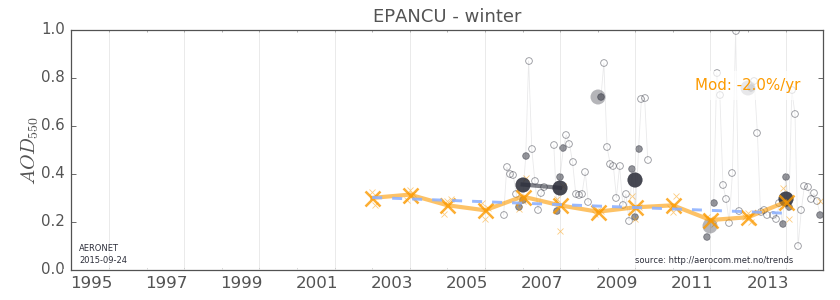 EPANCU - winter
1.0
0.8
Mod: -2.0%/yr
0.6
AOD550
0.4
0.2
AERONET
2015-09-24
source: http://aerocom.met.no/trends
0.0
1995 1997 1999 2001 2003 2005 2007 2009 2011 2013